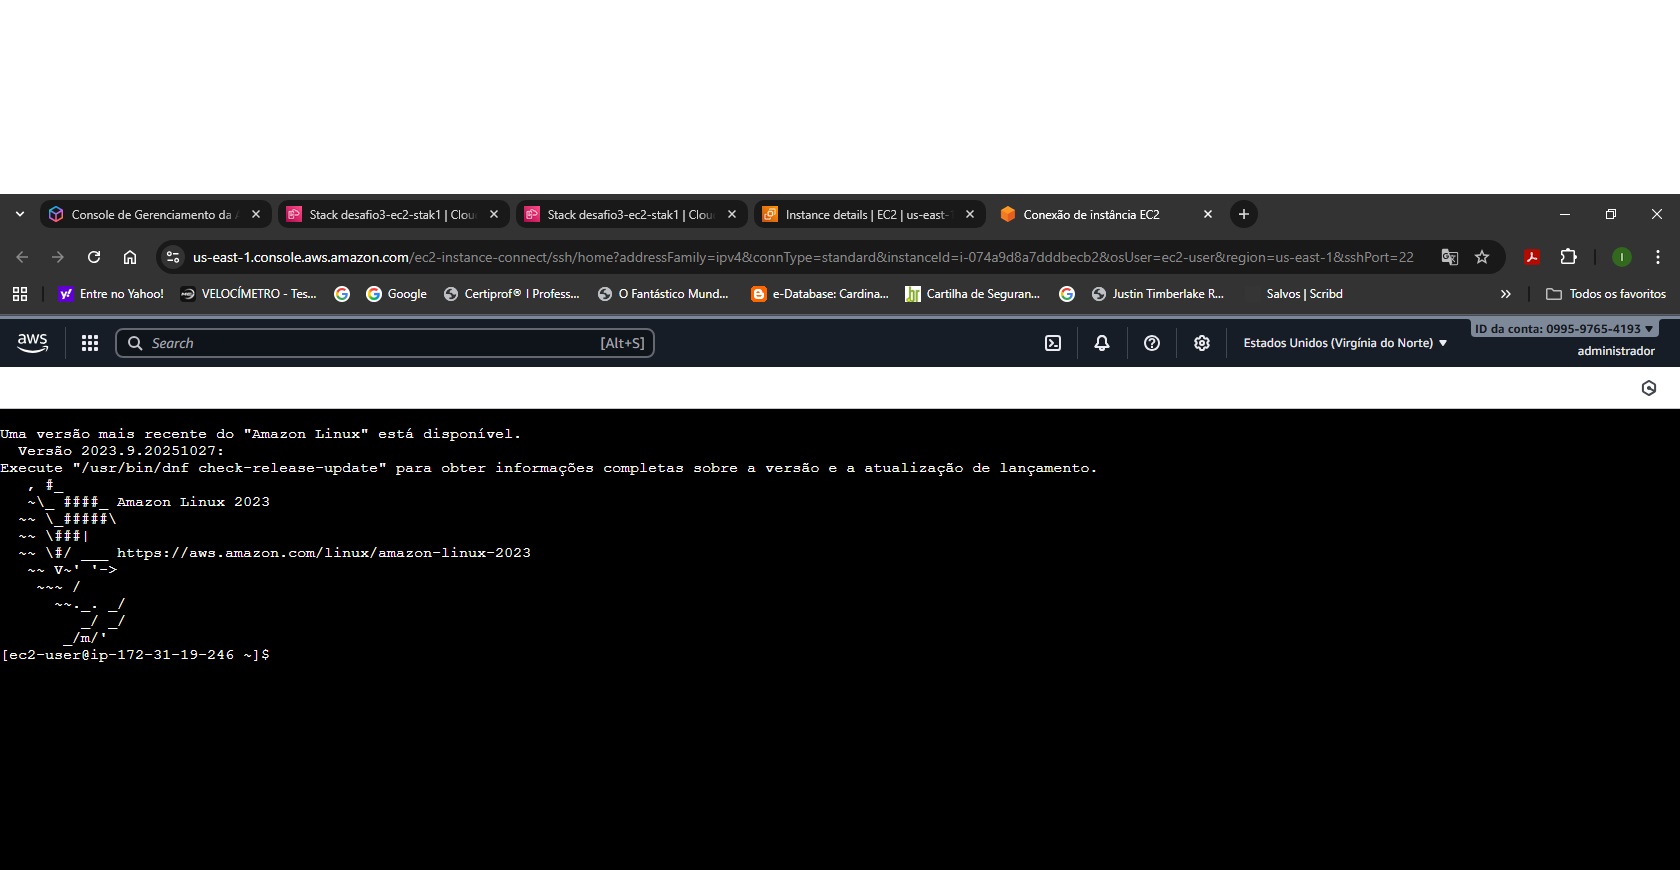 Console de Gerenciamento da A
Stack desafio3-ec2-stak1 | Clou
Stack desafio3-ec2-stak1 | Clou
Instance details | EC2 | us-east-1
Conexão de instância EC2
us-east-1.console.aws.amazon.com/ec2-instance-connect/ssh/home?addressFamily=ipv4&connType=standard&instanceId=i-074a9d8a7dddbecb2&osUser=ec2-user&region=us-east-1&sshPort=22
I
Entre no Yahoo!
VELOCÍMETRO - Tes...
Google
Certiprof® l Profess...
O Fantástico Mund...
e-Database: Cardina...
Cartilha de Seguran...
Justin Timberlake R...
Salvos | Scribd
Todos os favoritos
aws
Search
[Alt+S]
Estados Unidos (Virgínia do Norte)
ID da conta: 0995-9765-4193
administrador
Uma versão mais recente do "Amazon Linux" está disponível.
Versão 2023.9.20251027:
Execute "/usr/bin/dnf check-release-update" para obter informações completas sobre a versão e a atualização de lançamento.
, #_
~\_ ####_ Amazon Linux 2023
~~ \_#####\
~~ \###|
~~ \#/ ___ https://aws.amazon.com/linux/amazon-linux-2023
~~ V~' '->
~~~ /
~~._. _/
_/ _/
_/m/'
[ec2-user@ip-172-31-19-246 ~]$